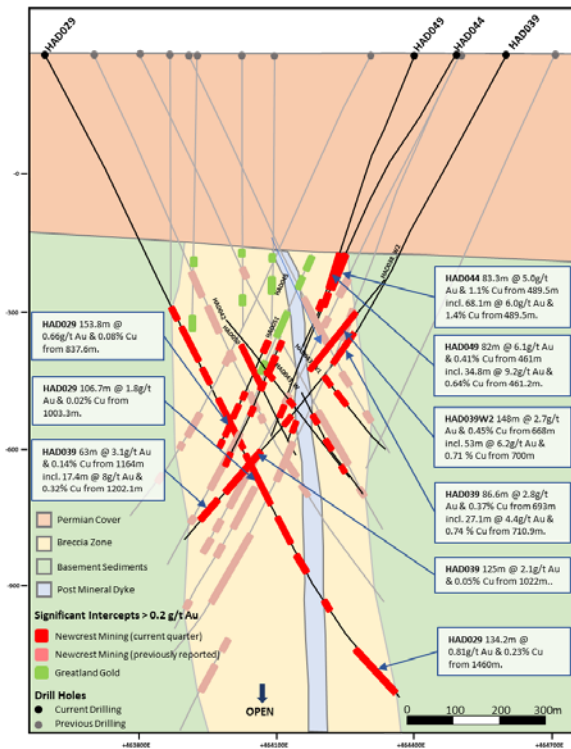 HAD029
HAD049
HAD044
HAD039
-0
HAD039_W2
HAD044 83.3m @ 5.0g/t
Au & 1.1% Cu from 489.5m
incl. 68.1m @ 6.0g/t Au &
1.4% Cu from 489.5m.
HAD029 153.8m @
0.66g/t Au & 0.08% Cu
from 837.6m.
HAD049 82m @ 6.1g/t Au &
0.41% Cu from 461m
incl. 34.8m @ 9.2g/t Au &
0.64% Cu from 461.2m.
HAD029 106.7m @ 1.8g/t
Au & 0.02% Cu from
1003.3m.
HAD039W2 148m @ 2.7g/t
Au & 0.45% Cu from 668m
incl. 53m @ 6.2g/t Au &
0.71 % Cu from 700m
HAD039 63m @ 3.1g/t Au
& 0.14% Cu from 1164m
incl. 17.4m @ 8g/t Au &
0.32% Cu from 1202.1m.
HAD039 86.6m @ 2.8g/t
Au & 0.37% Cu from 693m
incl. 27.1m @ 4.4g/t Au &
0.74 % Cu from 710.9m.
HAD039 125m @ 2.1g/t Au
& 0.05% Cu from 1022m..
HAD029 134.2m @
0.81g/t Au & 0.23% Cu
from 1460m.
Permian Cover
Breccia Zone
Basement Sediments
Post Mineral Dyke
Significant Intercepts > 0.2 g/t Au
Newcrest Mining (current quarter)
Newcrest Mining (previously reported)
Greatland Gold
Drill Holes
Current Drilling
Previous Drilling
OPEN
0 100 200 300m